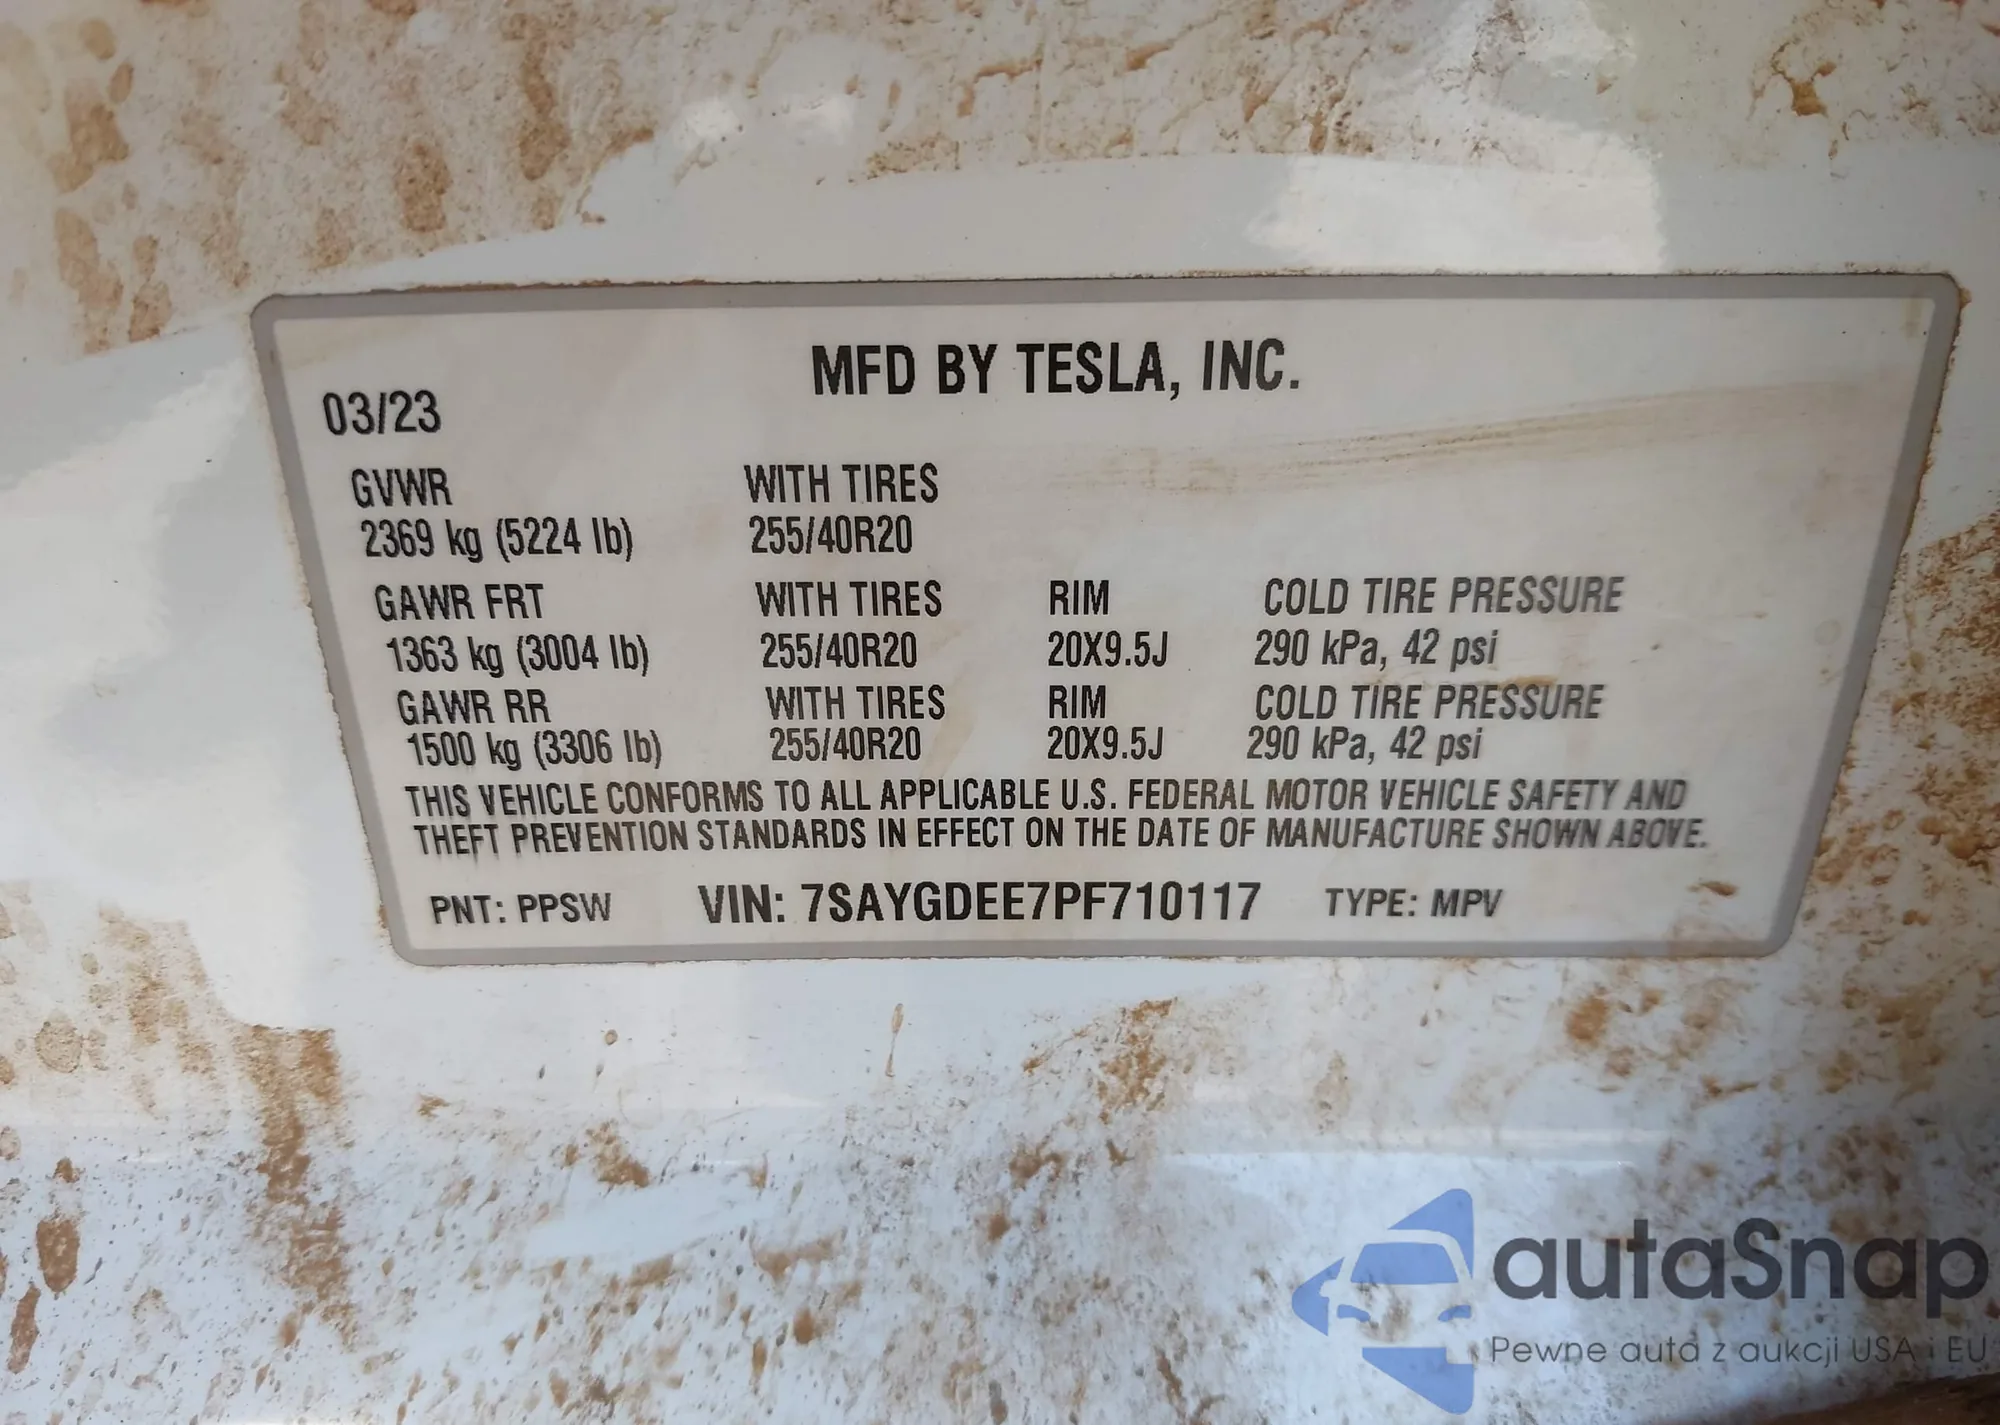 MFD BY TESLA, INC.
03/23
GVWR WITH TIRES
2369 kg (5224 lb) 255/40R20
GAWR FRT WITH TIRES RIM COLD TIRE PRESSURE
1363 kg (3004 lb) 255/40R20 20X9.5J 290 kPa, 42 psi
GAWR RR WITH TIRES RIM COLD TIRE PRESSURE
1500 kg (3306 lb) 255/40R20 20X9.5J 290 kPa, 42 psi
THIS VEHICLE CONFORMS TO ALL APPLICABLE U.S. FEDERAL MOTOR VEHICLE SAFETY AND
THEFT PREVENTION STANDARDS IN EFFECT ON THE DATE OF MANUFACTURE SHOWN ABOVE.
PNT: PPSW VIN: 7SAYGDEE7PF710117 TYPE: MPV
autaSnap
Pewne auta z aukcji USA i EU